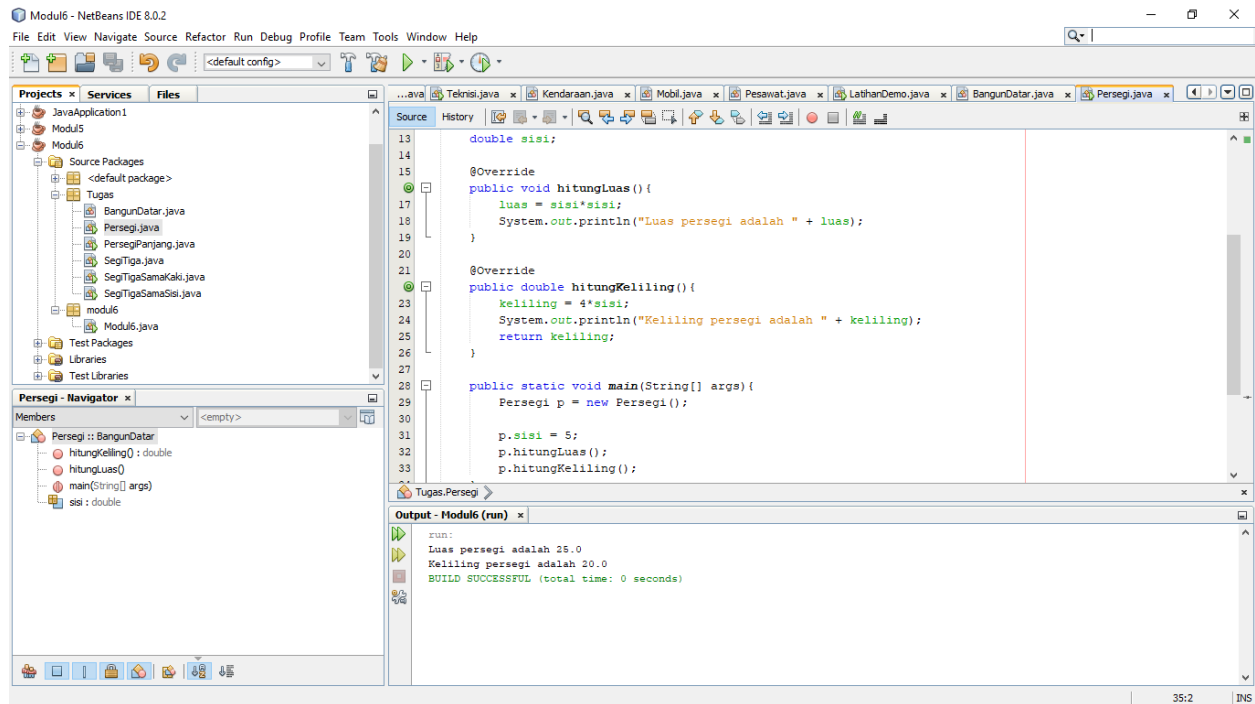 Modul6 - NetBeans IDE 8.0.2
File Edit View Navigate Source Refactor Run Debug Profile Team Tools Window Help
<default config>
Projects Services Files
JavaApplication1
Modul5
Modul6
Source Packages
<default package>
Tugas
BangunDatar.java
Persegi.java
PersegiPanjang.java
SegiTiga.java
SegiTigaSamaKaki.java
SegiTigaSamaSisi.java
modul6
Modul6.java
Test Packages
Libraries
Test Libraries
Persegi - Navigator
Members <empty>
Persegi :: BangunDatar
hitungKeliling() : double
hitungLuas()
main(String[] args)
sisi : double
...ava Teknisi.java Kendaraan.java Mobil.java Pesawat.java LatihanDemo.java BangunDatar.java Persegi.java
Source History
13 double sisi;
14
15 @Override
public void hitungLuas(){
17 luas = sisi*sisi;
18 System.out.println("Luas persegi adalah " + luas);
19 }
20
21 @Override
public double hitungKeliling(){
23 keliling = 4*sisi;
24 System.out.println("Keliling persegi adalah " + keliling);
25 return keliling;
26 }
27
28 public static void main(String[] args){
29 Persegi p = new Persegi();
30
31 p.sisi = 5;
32 p.hitungLuas();
33 p.hitungKeliling();
Tugas.Persegi
Output - Modul6 (run)
run:
Luas persegi adalah 25.0
Keliling persegi adalah 20.0
BUILD SUCCESSFUL (total time: 0 seconds)
35:2 INS